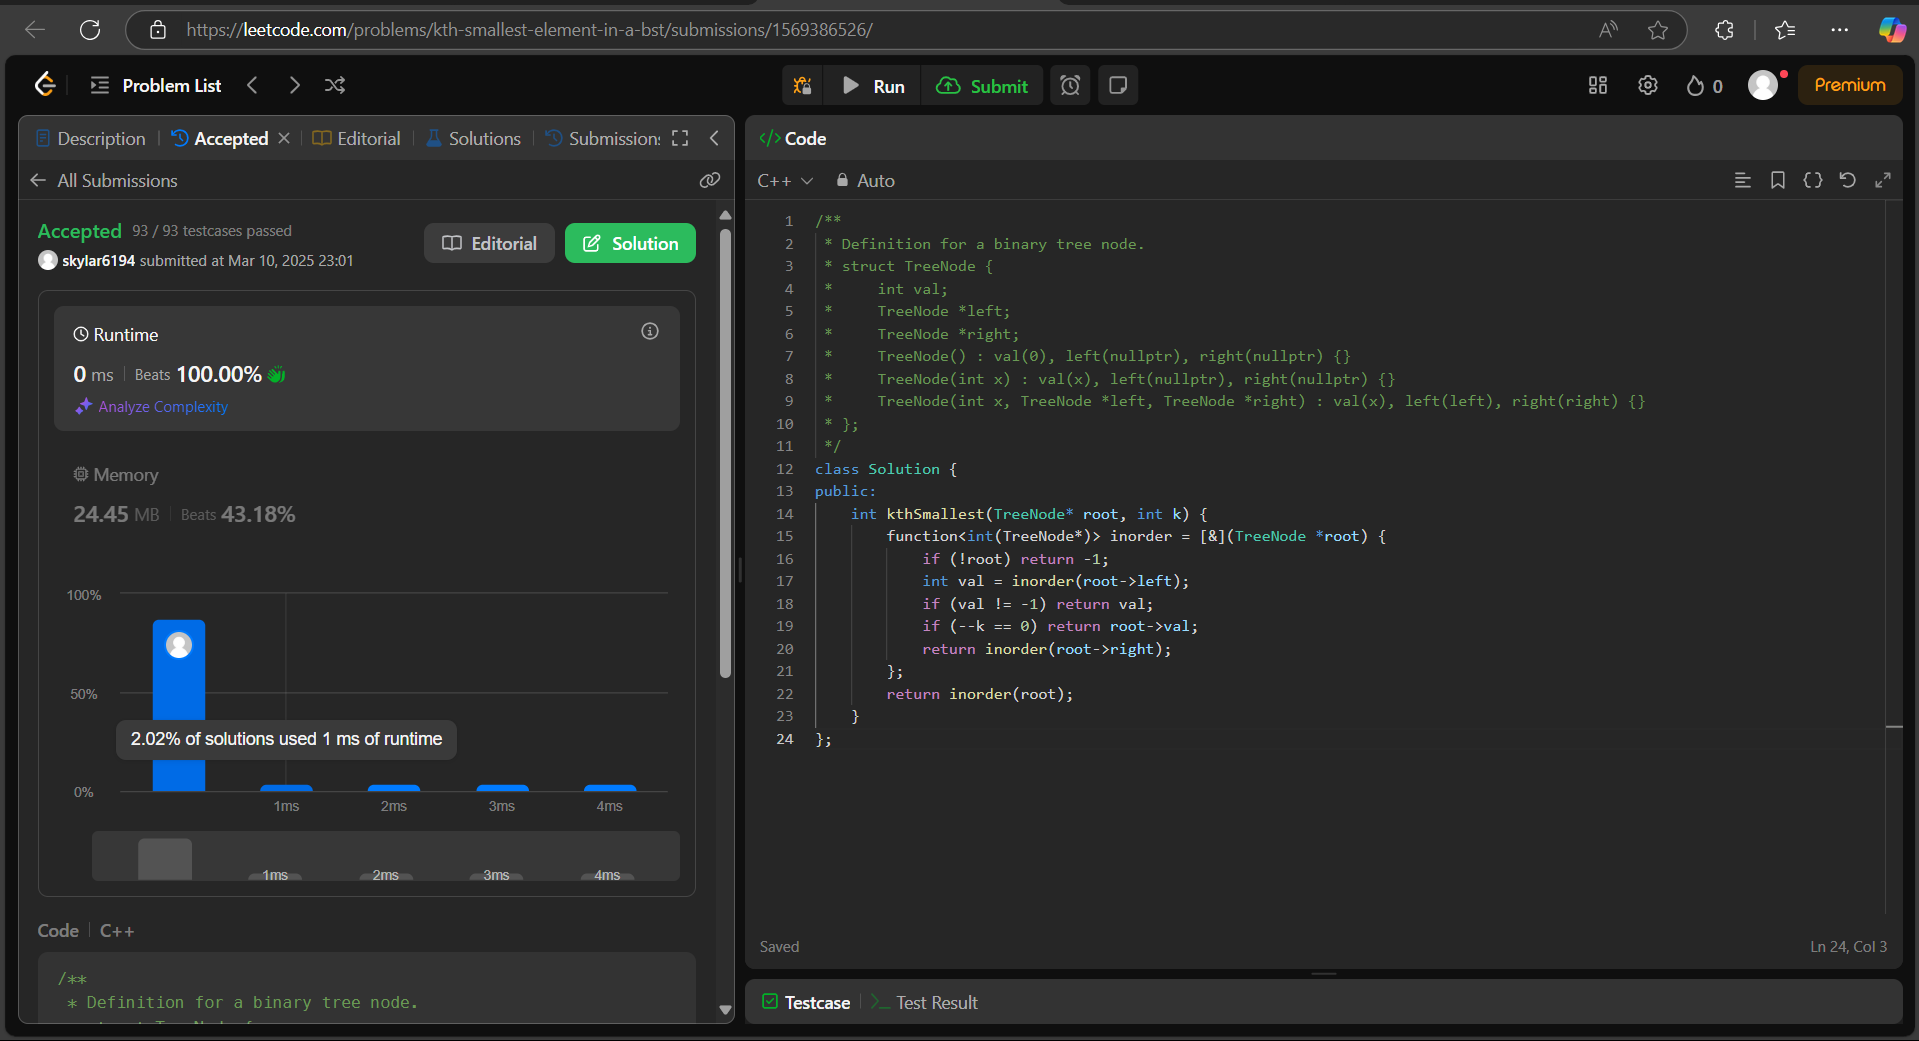 https://leetcode.com/problems/kth-smallest-element-in-a-bst/submissions/1569386526/
Problem List
Run
Submit
0
Premium
Description
Accepted
Editorial
Solutions
Submissions
All Submissions
Accepted 93 / 93 testcases passed
skylar6194 submitted at Mar 10, 2025 23:01
Editorial
Solution
Runtime
0 ms Beats 100.00%
Analyze Complexity
Memory
24.45 MB Beats 43.18%
100%
50%
2.02% of solutions used 1 ms of runtime
0%
1ms 2ms 3ms 4ms
1ms 2ms 3ms 4ms
Code C++
/**
* Definition for a binary tree node.
</> Code
C++ Auto
1 /**
2 * Definition for a binary tree node.
3 * struct TreeNode {
4 *     int val;
5 *     TreeNode *left;
6 *     TreeNode *right;
7 *     TreeNode() : val(0), left(nullptr), right(nullptr) {}
8 *     TreeNode(int x) : val(x), left(nullptr), right(nullptr) {}
9 *     TreeNode(int x, TreeNode *left, TreeNode *right) : val(x), left(left), right(right) {}
10 * };
11 */
12 class Solution {
13 public:
14     int kthSmallest(TreeNode* root, int k) {
15         function<int(TreeNode*)> inorder = [&](TreeNode *root) {
16             if (!root) return -1;
17             int val = inorder(root->left);
18             if (val != -1) return val;
19             if (--k == 0) return root->val;
20             return inorder(root->right);
21         };
22         return inorder(root);
23     }
24 };
Saved
Ln 24, Col 3
Testcase
Test Result